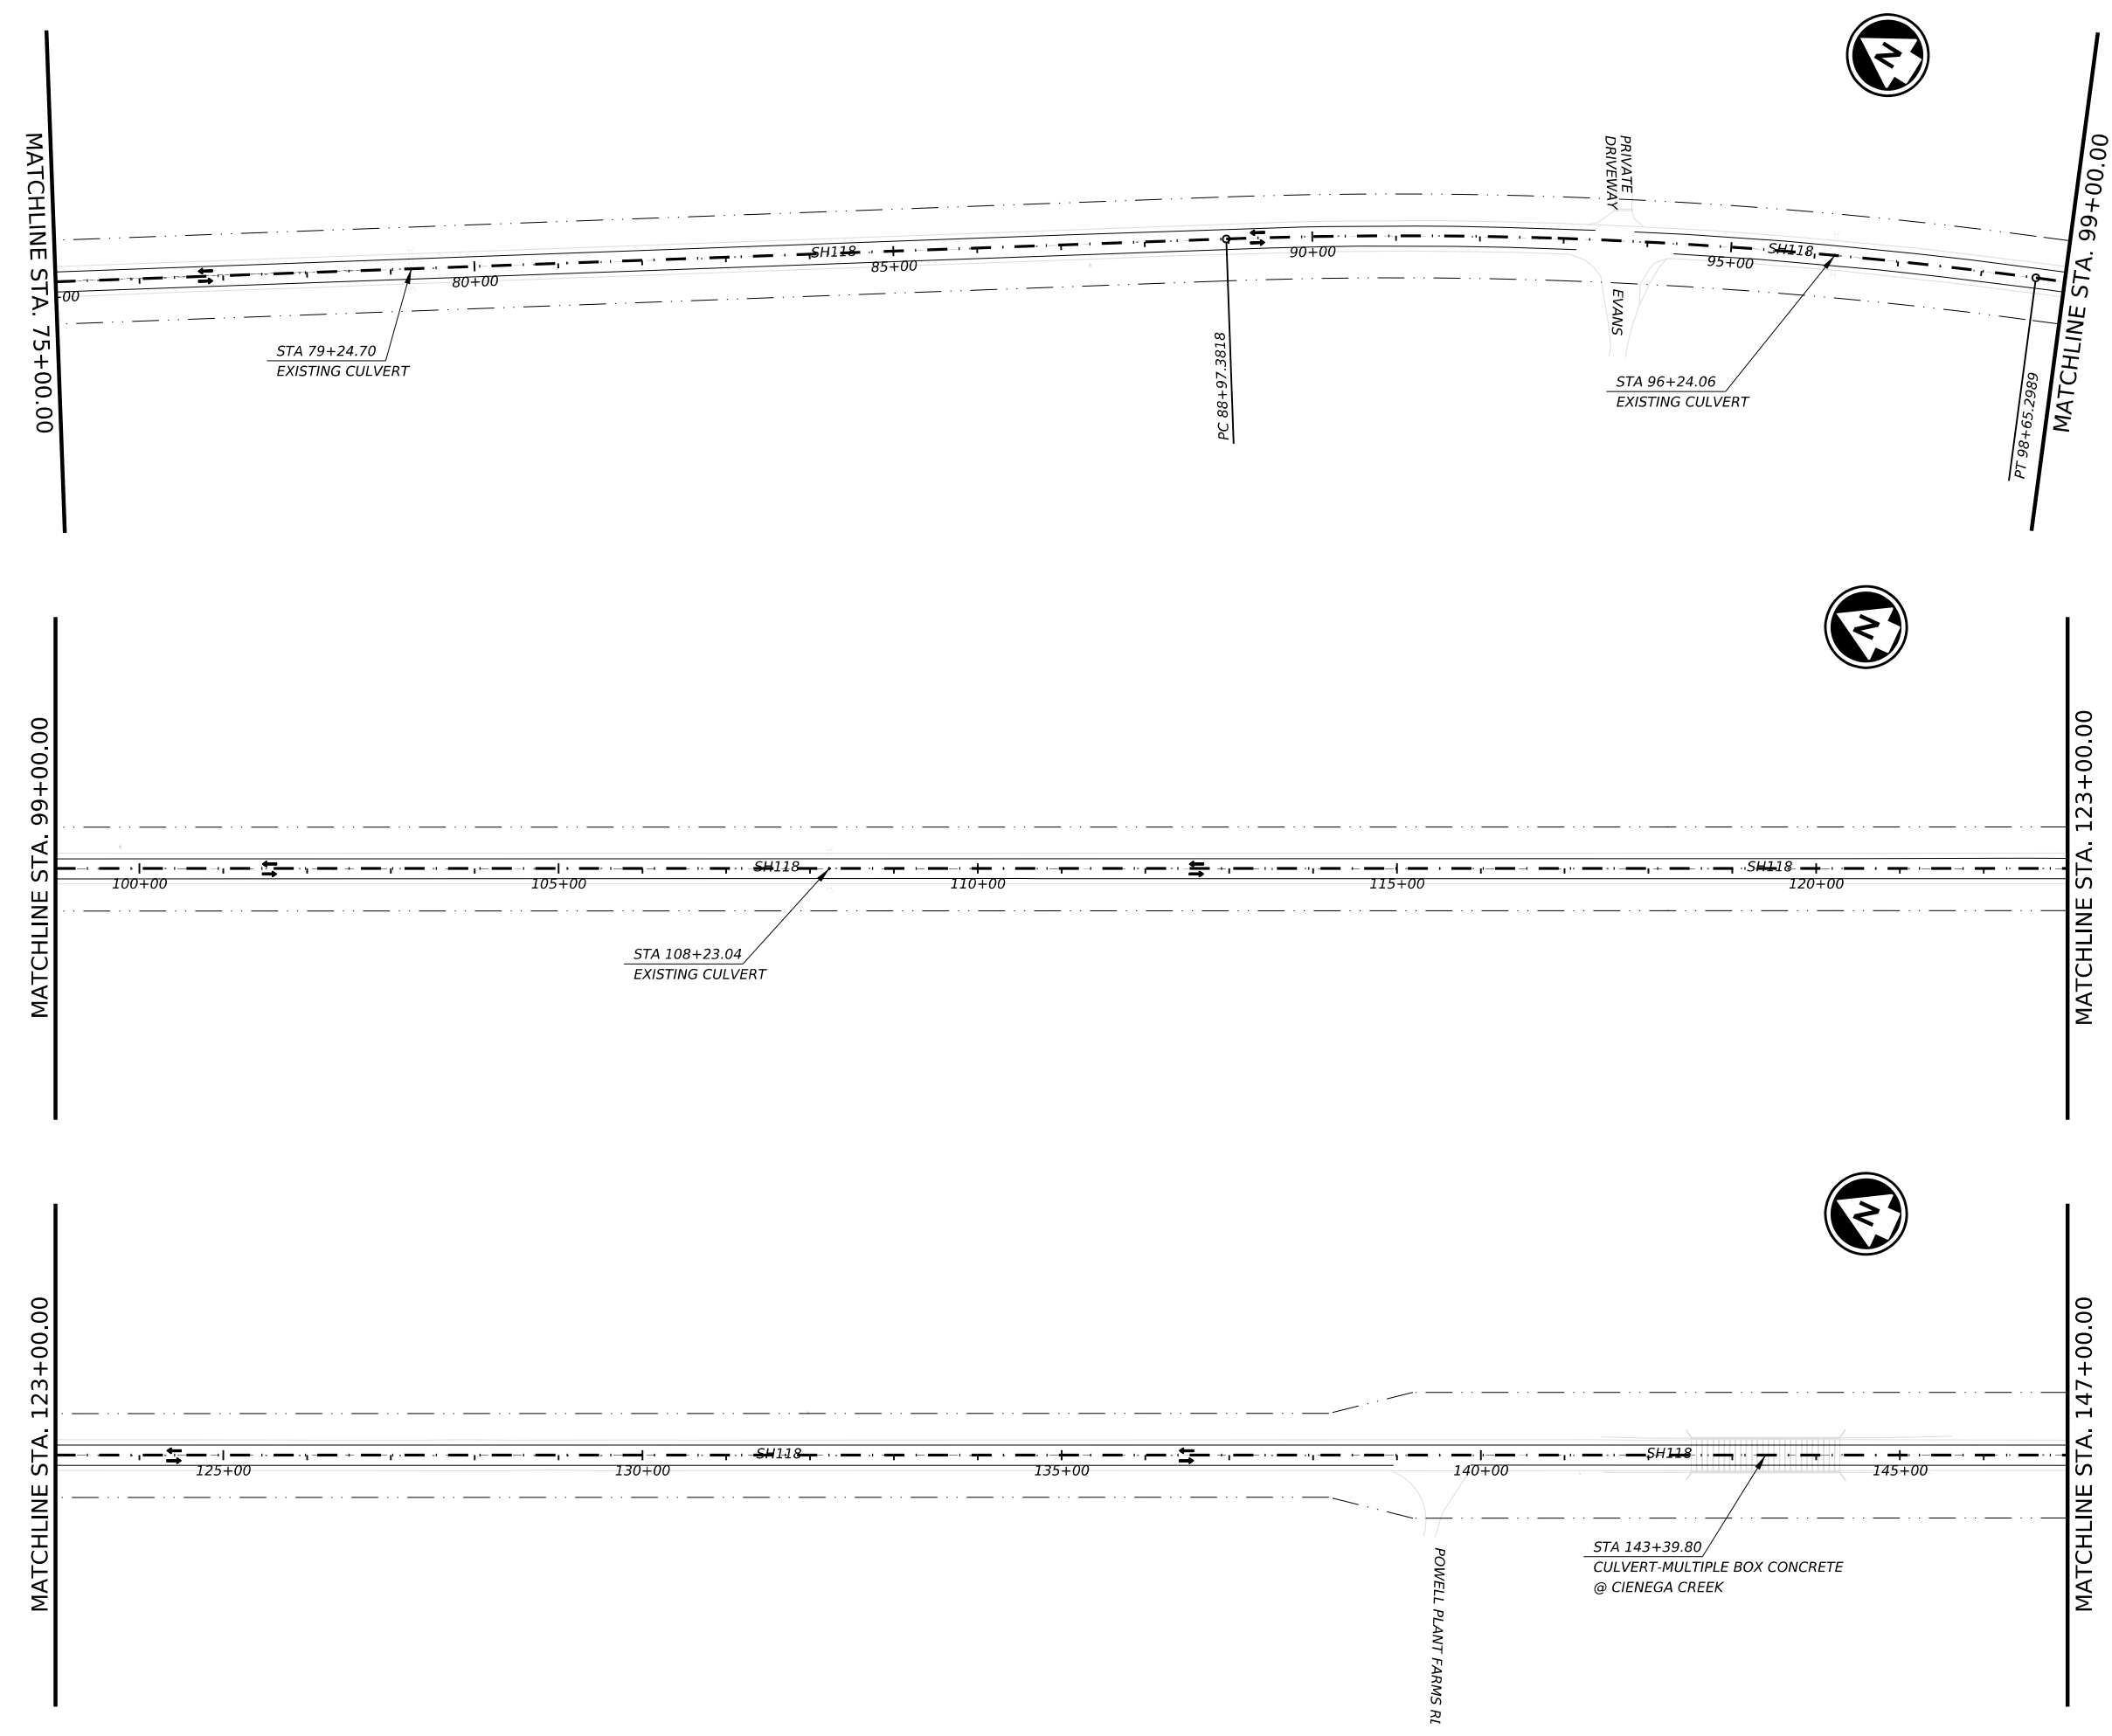 N
MATCHLINE STA. 75+00.00
PRIVATE
DRIVEWAY
MATCHLINE STA. 99+00.00
SH118
85+00
90+00
SH118
95+00
+00
80+00
EVANS
STA 79+24.70
EXISTING CULVERT
PC 88+97.3818
STA 96+24.06
EXISTING CULVERT
PT 98+65.2989
N
MATCHLINE STA. 99+00.00
MATCHLINE STA. 123+00.00
SH118
SH118
100+00
105+00
110+00
115+00
120+00
STA 108+23.04
EXISTING CULVERT
N
MATCHLINE STA. 123+00.00
MATCHLINE STA. 147+00.00
SH118
SH118
125+00
130+00
135+00
140+00
145+00
STA 143+39.80
CULVERT-MULTIPLE BOX CONCRETE
@ CIENEGA CREEK
POWELL PLANT FARMS